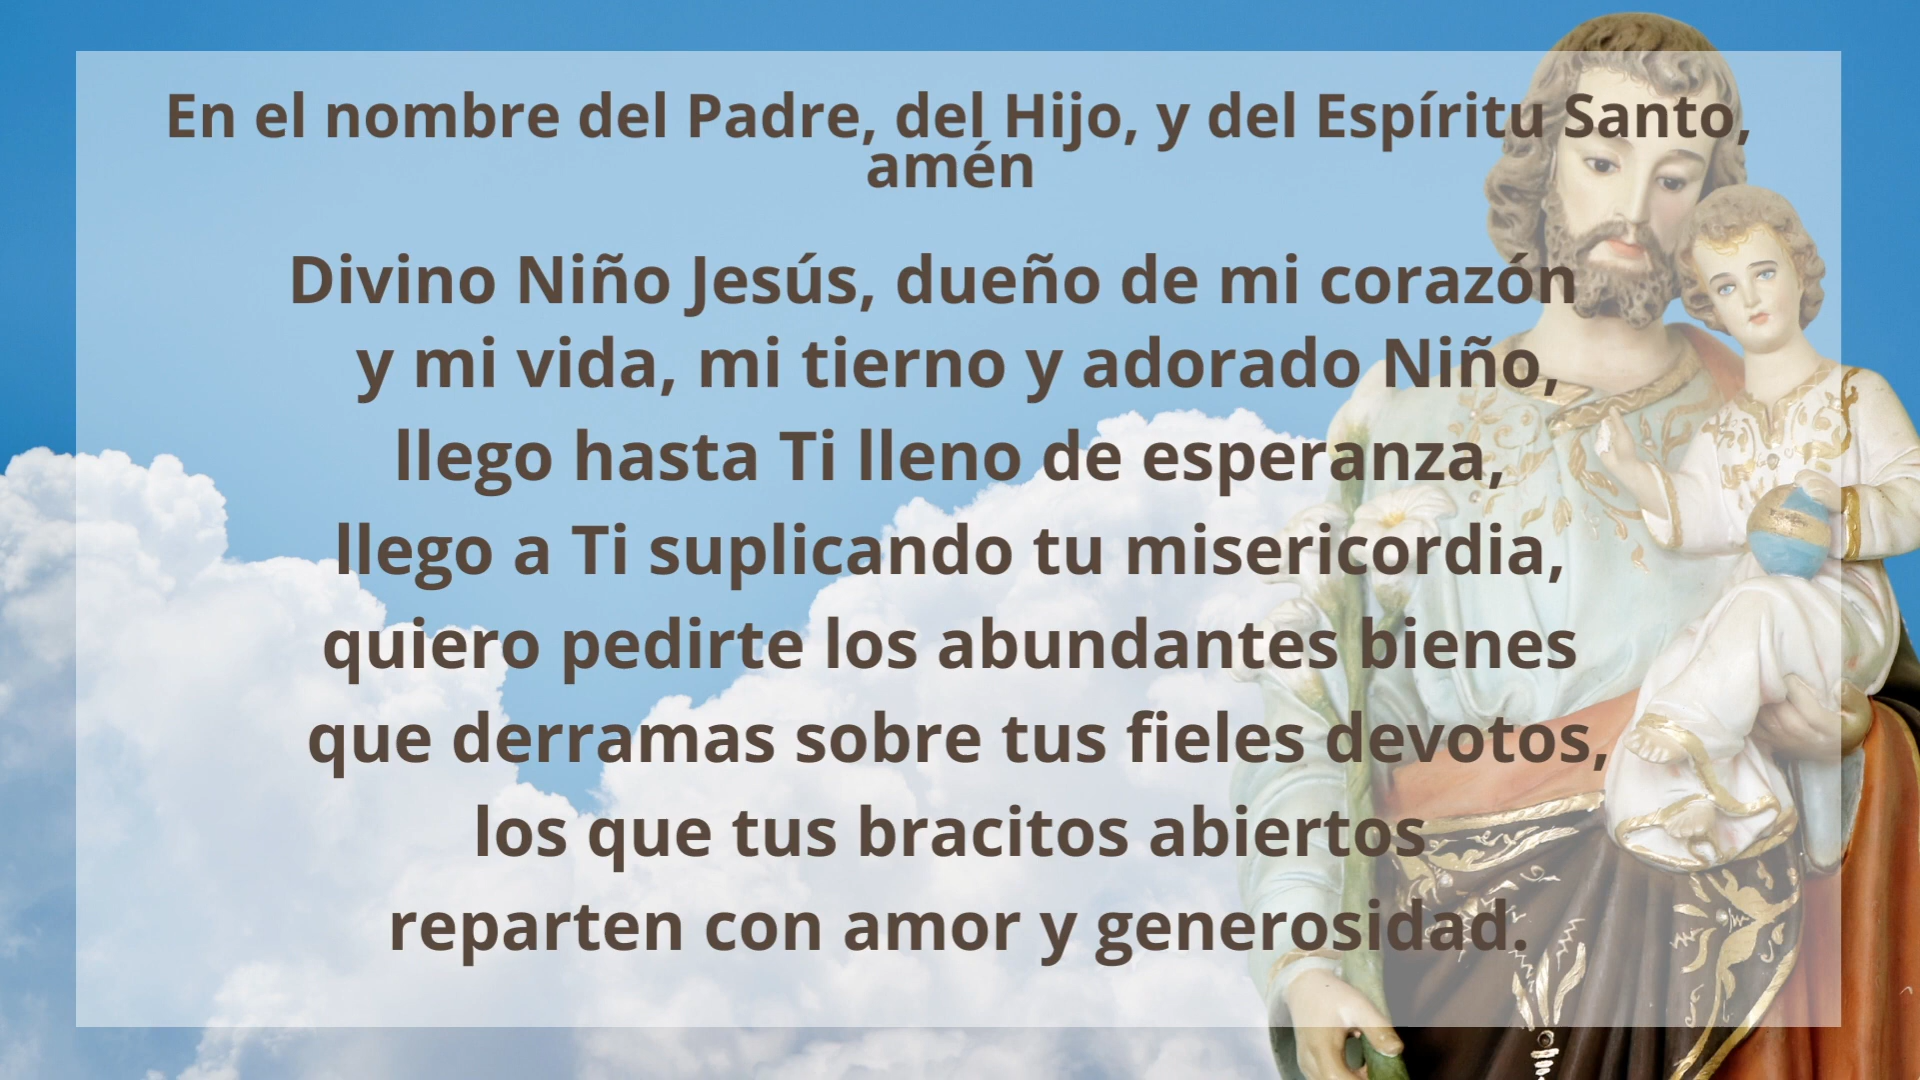 En el nombre del Padre, del Hijo, y del Espíritu Santo,
amén
Divino Niño Jesús, dueño de mi corazón
y mi vida, mi tierno y adorado Niño,
llego hasta Ti lleno de esperanza,
llego a Ti suplicando tu misericordia,
quiero pedirte los abundantes bienes
que derramas sobre tus fieles devotos,
los que tus bracitos abiertos
reparten con amor y generosidad.